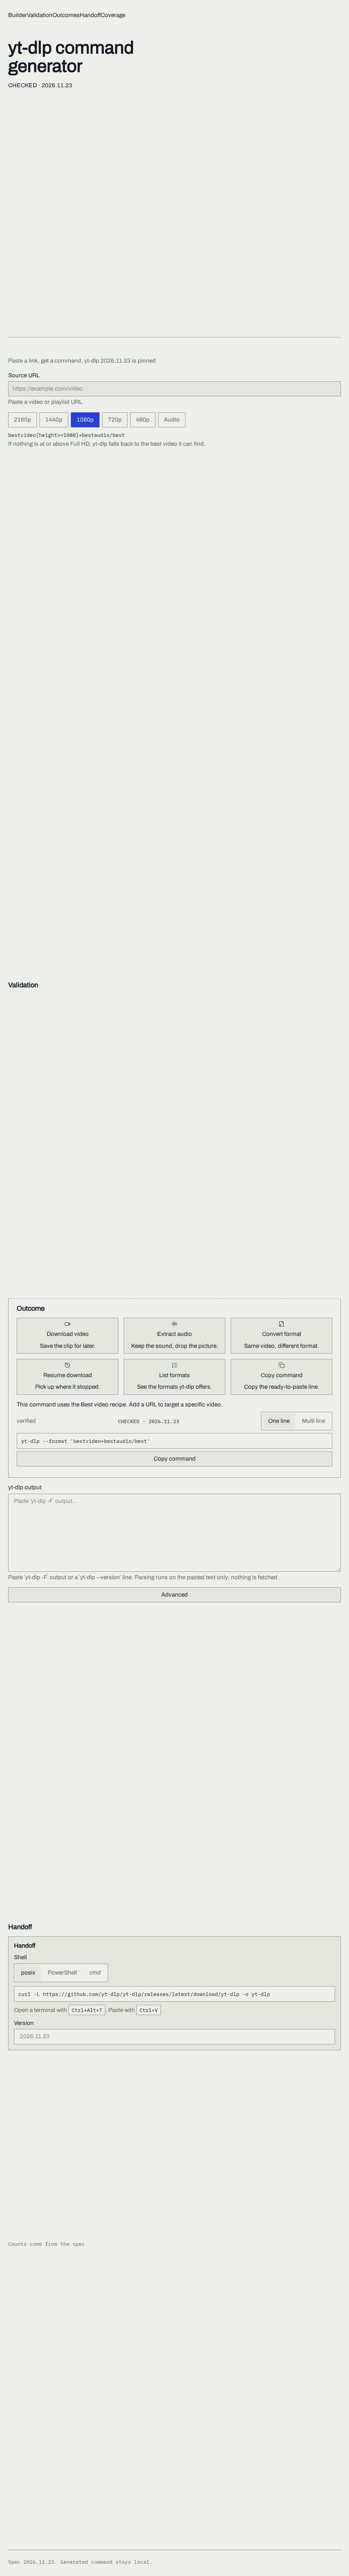 BuilderValidationOutcomesHandoffCoverage
yt-dlp command
generator
CHECKED · 2026.11.23
Paste a link, get a command. yt-dlp 2026.11.23 is pinned
Source URL
https://example.com/video
Paste a video or playlist URL.
2160p 1440p 1080p 720p 480p Audio
bestvideo[height>=1080]+bestaudio/best
If nothing is at or above Full HD, yt-dlp falls back to the best video it can find.
Validation
Outcome
Download video
Save the clip for later.
Extract audio
Keep the sound, drop the picture.
Convert format
Same video, different format.
Resume download
Pick up where it stopped.
List formats
See the formats yt-dlp offers.
Copy command
Copy the ready-to-paste line.
This command uses the Best video recipe. Add a URL to target a specific video.
verified CHECKED · 2026.11.23 One line Multi line
yt-dlp --format 'bestvideo+bestaudio/best'
Copy command
yt-dlp output
Paste `yt-dlp -F` output...
Paste `yt-dlp -F` output or a `yt-dlp --version` line. Parsing runs on the pasted text only; nothing is fetched.
Advanced
Handoff
Handoff
Shell
posix PowerShell cmd
curl -L https://github.com/yt-dlp/yt-dlp/releases/latest/download/yt-dlp -o yt-dlp
Open a terminal with Ctrl+Alt+T. Paste with Ctrl+V
Version
2026.11.23
Counts come from the spec
Spec 2026.11.23. Generated command stays local.